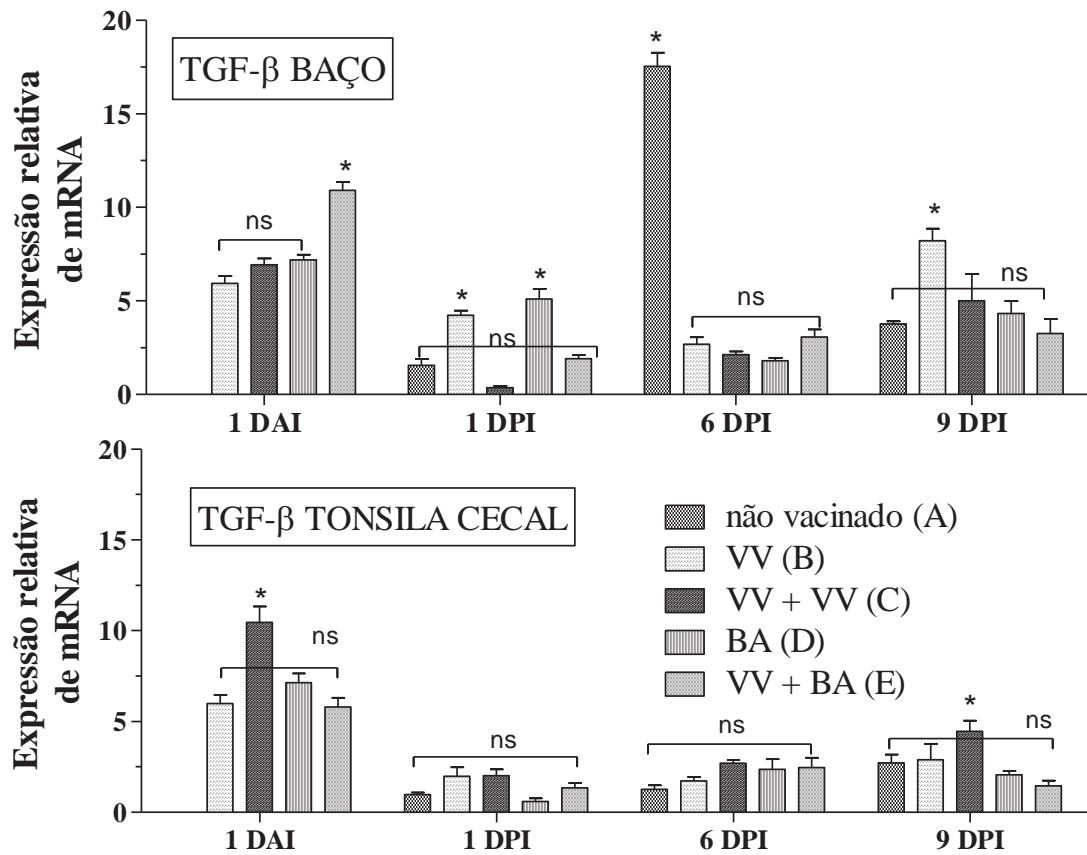 TGF-β BAÇO
Expressão relativa
de mRNA
20
15
10
5
0
ns
*
*
ns
*
*
ns
*
ns
1 DAI
1 DPI
6 DPI
9 DPI
TGF-β TONSILA CECAL
Expressão relativa
de mRNA
20
15
10
5
0
*
ns
ns
ns
*
ns
1 DAI
1 DPI
6 DPI
9 DPI
não vacinado (A)
VV (B)
VV + VV (C)
BA (D)
VV + BA (E)